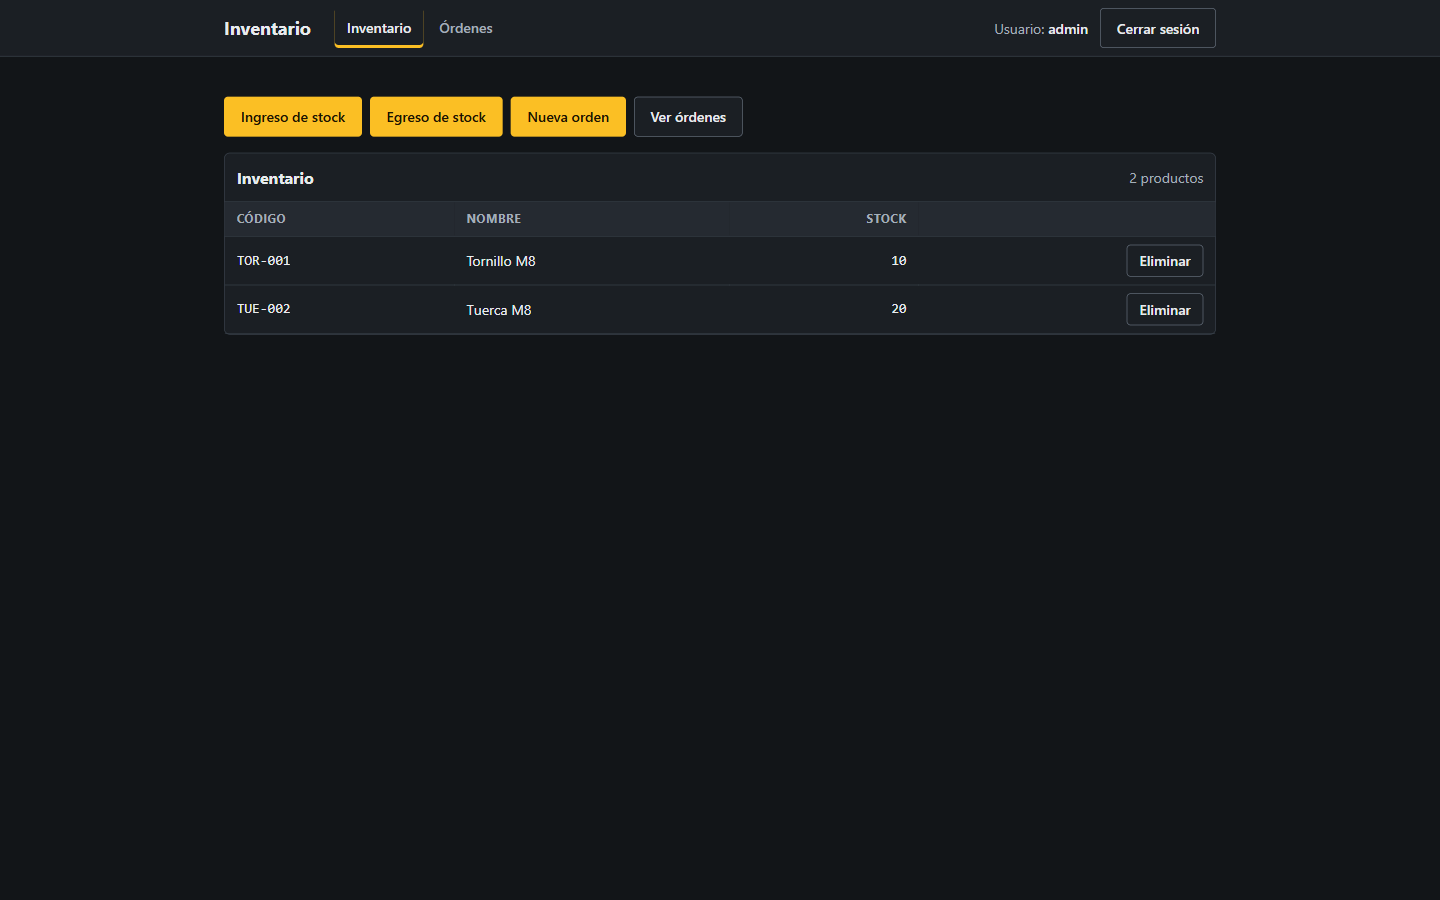 Inventario Inventario Órdenes Usuario: admin Cerrar sesión
Ingreso de stock Egreso de stock Nueva orden Ver órdenes
Inventario 2 productos
CÓDIGO NOMBRE STOCK
TOR-001 Tornillo M8 10 Eliminar
TUE-002 Tuerca M8 20 Eliminar